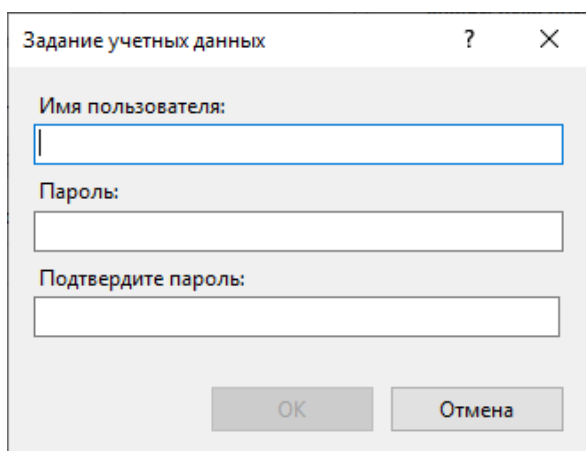 Задание учетных данных ?
Имя пользователя:
Пароль:
Подтвердите пароль:
OK Отмена